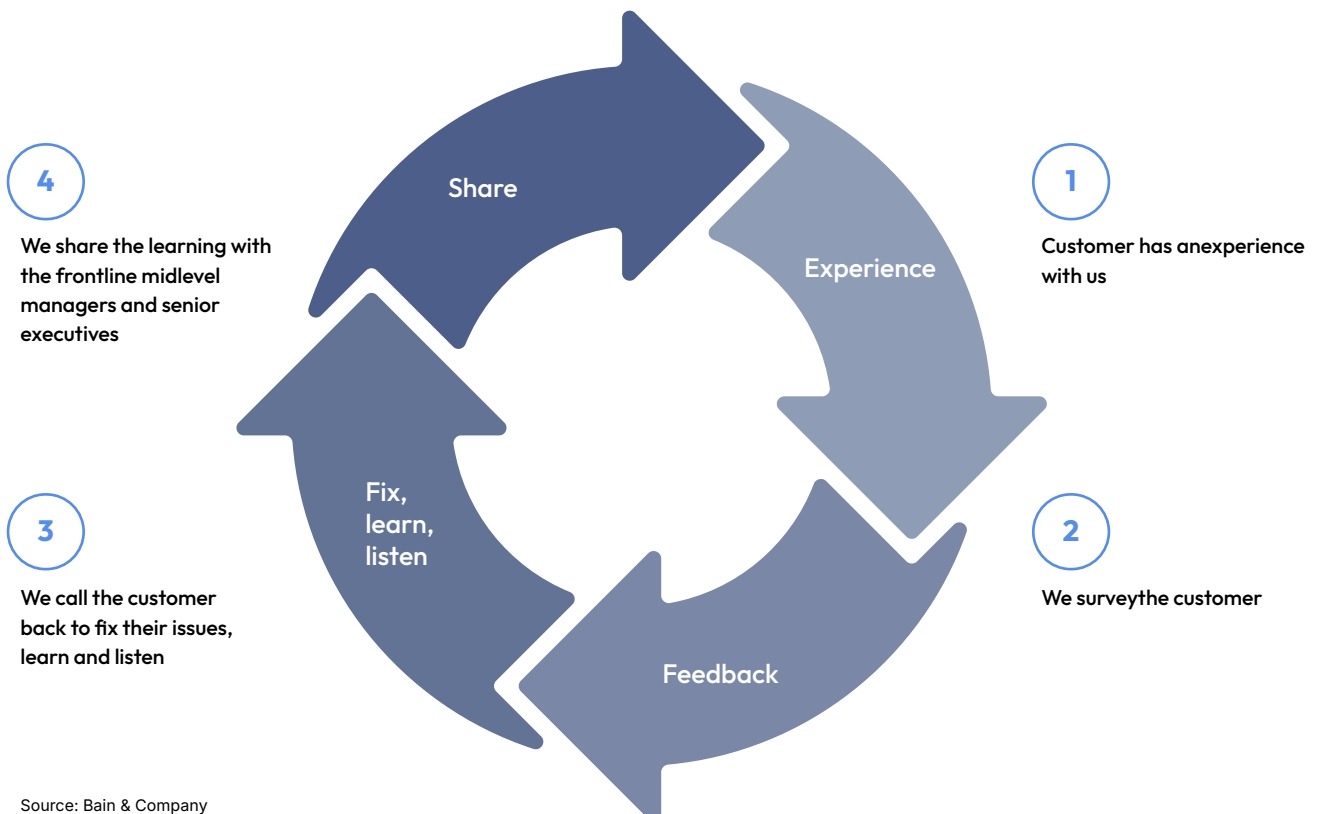 Share
Experience
Fix,
learn,
listen
Feedback
1
Customer has anexperience
with us
2
We surveythe customer
3
We call the customer
back to fix their issues,
learn and listen
4
We share the learning with
the frontline midlevel
managers and senior
executives
Source: Bain & Company